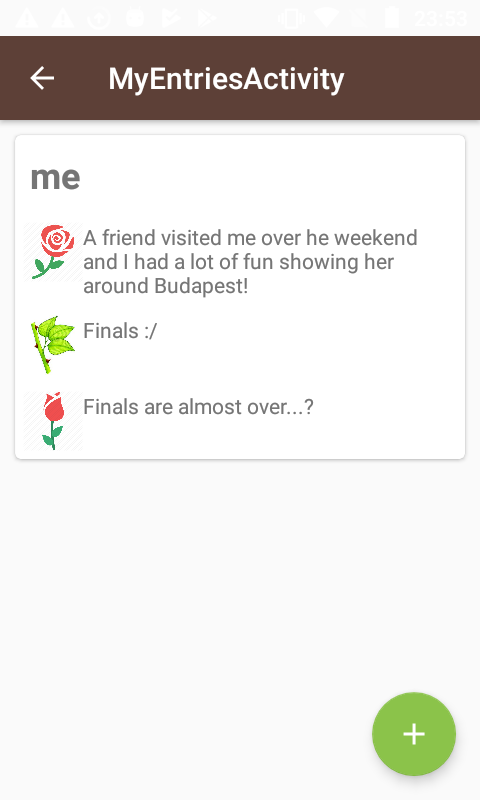 23:53
MyEntriesActivity
me
A friend visited me over he weekend
and I had a lot of fun showing her
around Budapest!
Finals :/
Finals are almost over...?